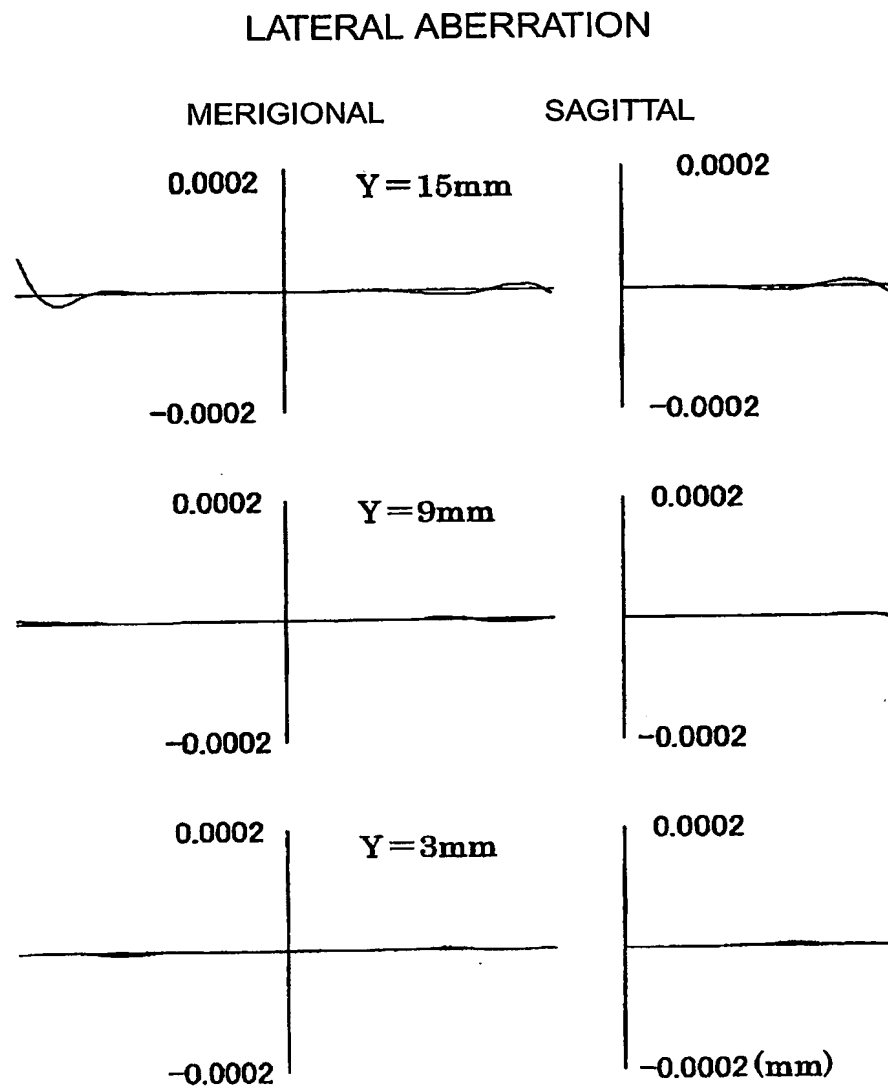 LATERAL ABERRATION
MERIGIONAL SAGITTAL
0.0002 Y=15mm 0.0002
-0.0002 -0.0002
0.0002 Y=9mm 0.0002
-0.0002 -0.0002
0.0002 Y=3mm 0.0002
-0.0002 -0.0002(mm)